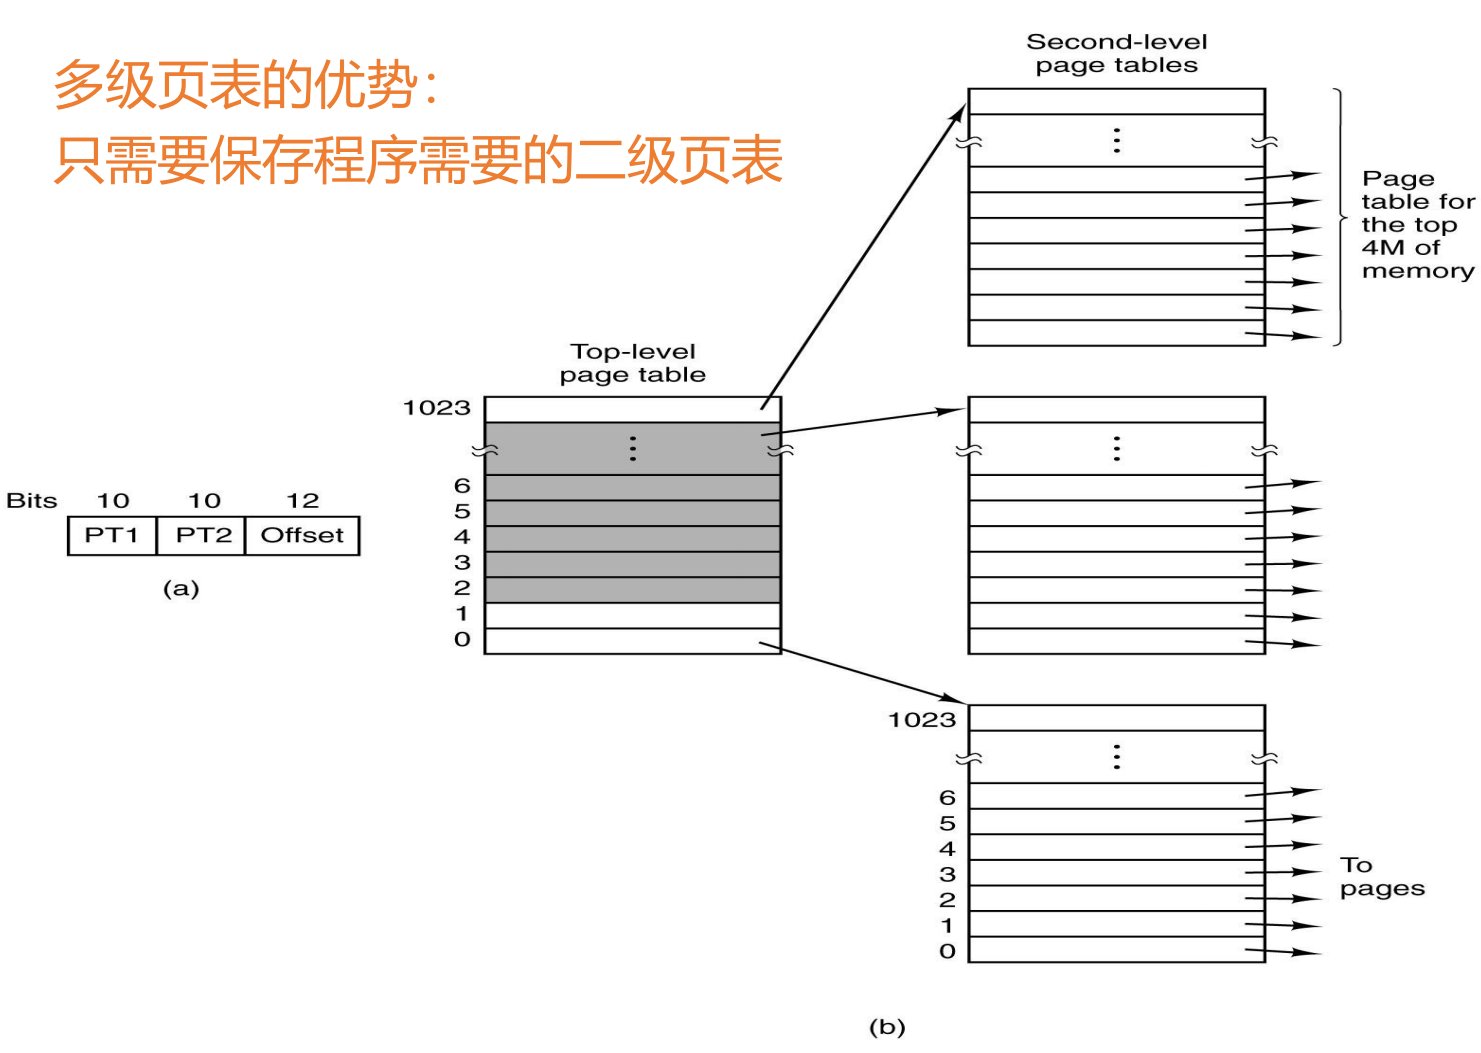 多级页表的优势：
只需要保存程序需要的二级页表
Second-level
page tables
Page
table for
the top
4M of
memory
Top-level
page table
1023
6
5
4
3
2
1
0
Bits 10 10 12
PT1 PT2 Offset
(a)
1023
6
5
4
3
2
1
0
To
pages
(b)